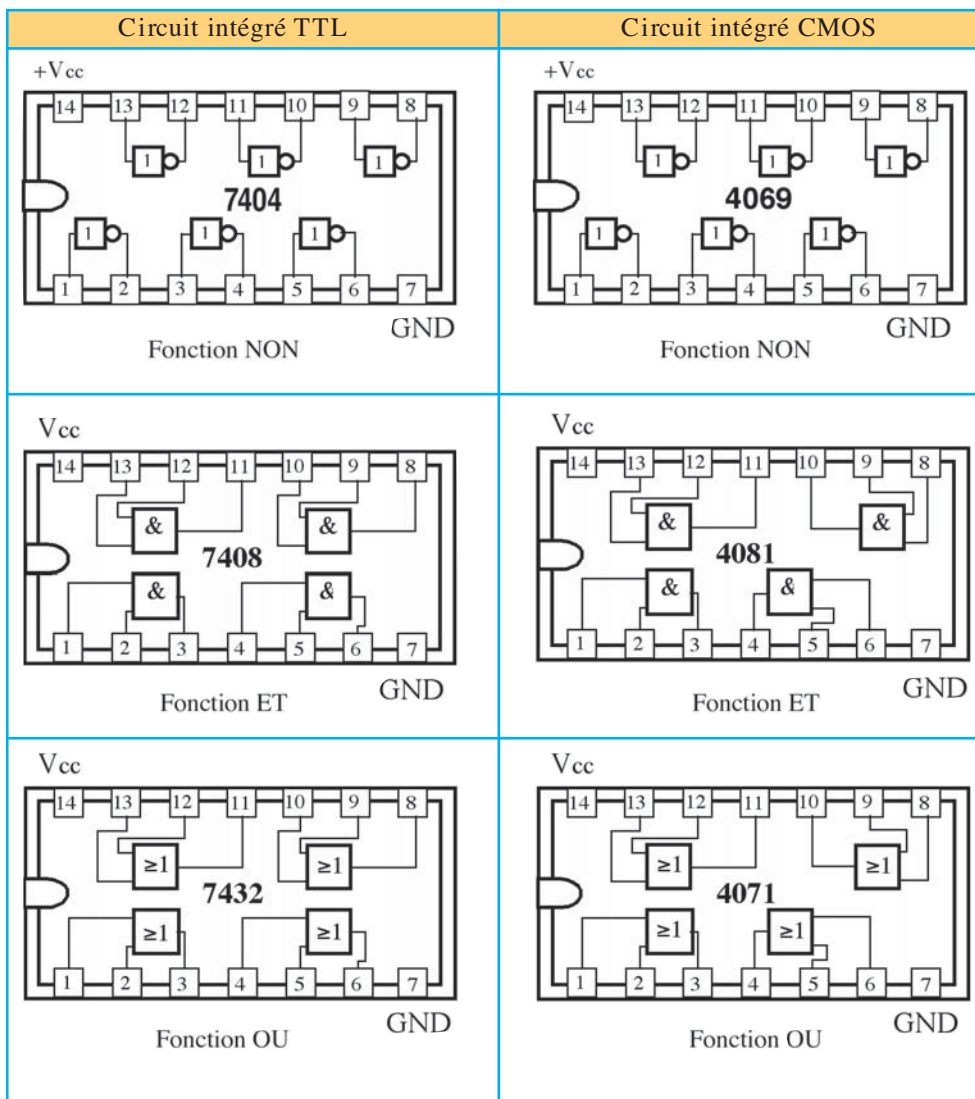 Circuit intégré TTL
Circuit intégré CMOS
+Vcc
14 13 12 11 10 9 8
1 1 1
7404
1 1 1
1 2 3 4 5 6 7
GND
Fonction NON
+Vcc
14 13 12 11 10 9 8
1 1 1
4069
1 1 1
1 2 3 4 5 6 7
GND
Fonction NON
Vcc
14 13 12 11 10 9 8
& &
7408
& &
1 2 3 4 5 6 7
GND
Fonction ET
Vcc
14 13 12 11 10 9 8
& &
4081
& &
1 2 3 4 5 6 7
GND
Fonction ET
Vcc
14 13 12 11 10 9 8
≥1 ≥1
7432
≥1 ≥1
1 2 3 4 5 6 7
GND
Fonction OU
Vcc
14 13 12 11 10 9 8
≥1 ≥1
4071
≥1 ≥1
1 2 3 4 5 6 7
GND
Fonction OU